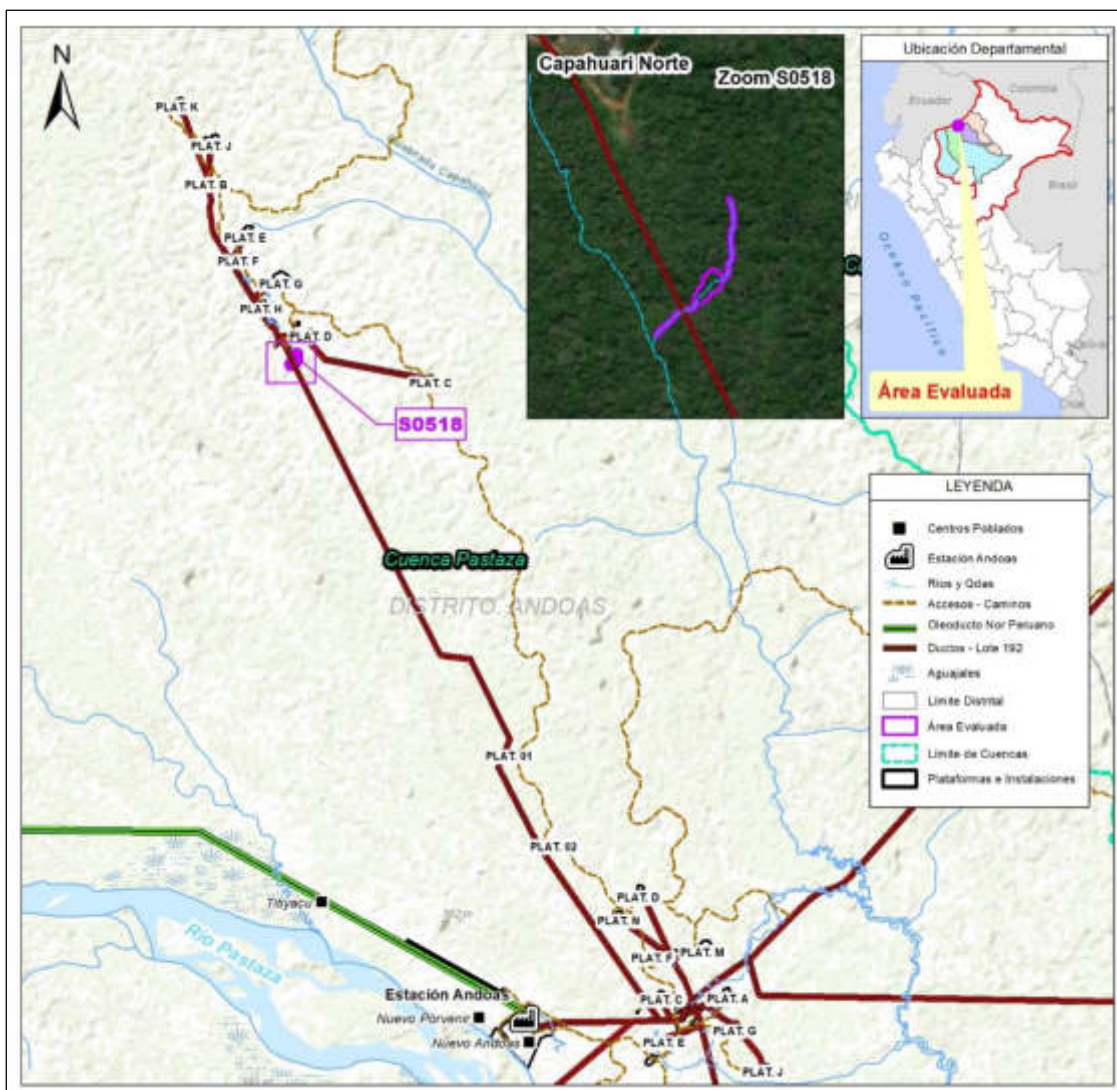 N
Capahuari Norte
Zoom S0518
Ubicación Departamental
Ecuador
Colombia
Brasil
Océano Pacífico
Área Evaluada
PLAT. K
PLAT. J
PLAT. B
Quebrada Capahuari
PLAT. E
PLAT. F
PLAT. G
PLAT. H
PLAT. D
PLAT. C
S0518
Cuenca Pastaza
DISTRITO. ANDOAS
LEYENDA
Centros Poblados
Estación Andoas
Ríos y Qdas
Accesos - Caminos
Oleoducto Nor Peruano
Ductos - Lote 192
Aguajales
Límite Distrital
Área Evaluada
Límite de Cuencas
Plataformas e Instalaciones
PLAT. 01
PLAT. 02
PLAT. D
PLAT. N
PLAT. M
PLAT. F
Titiyacu
Río Pastaza
Estación Andoas
PLAT. C
PLAT. A
Nuevo Porvenir
PLAT. G
Nuevo Andoas
PLAT. E
PLAT. J